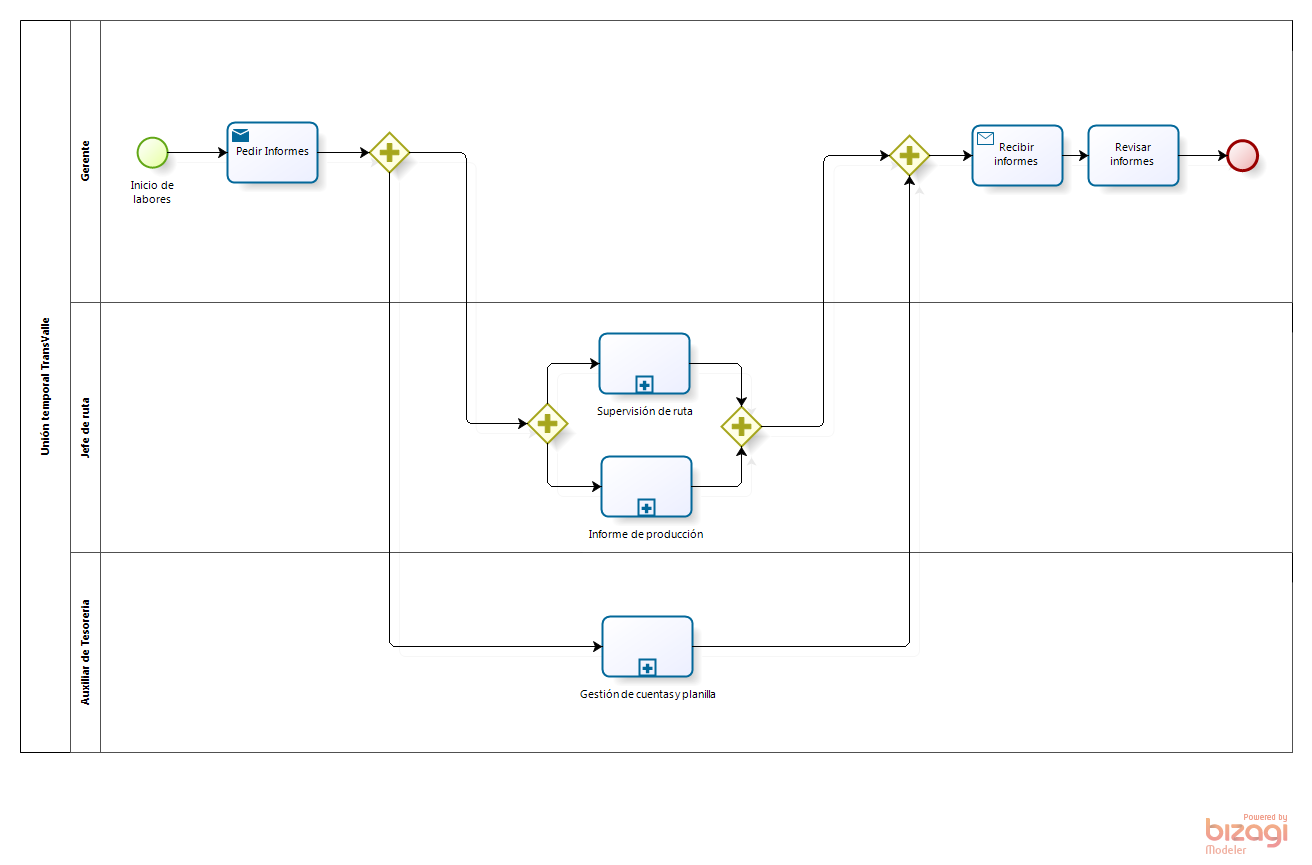 Unión temporal TransValle
Gerente
Pedir Informes
Inicio de
labores
Recibir
informes
Revisar
informes
Jefe de ruta
Supervisión de ruta
Informe de producción
Auxiliar de Tesoreria
Gestión de cuentas y planilla
Powered by
bizagi
Modeler